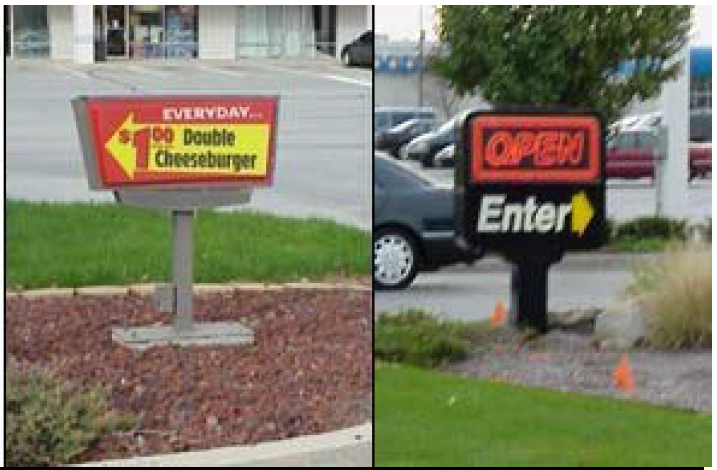 EVERYDAY...
$1.00 Double
Cheeseburger
OPEN
Enter